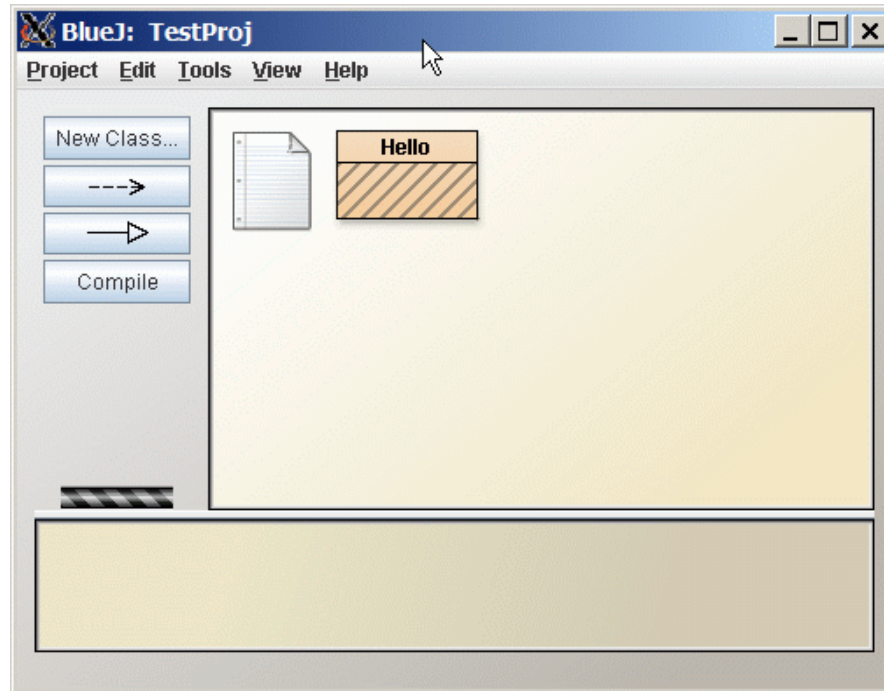 BlueJ: TestProj
Project Edit Tools View Help
New Class...
Hello
Compile